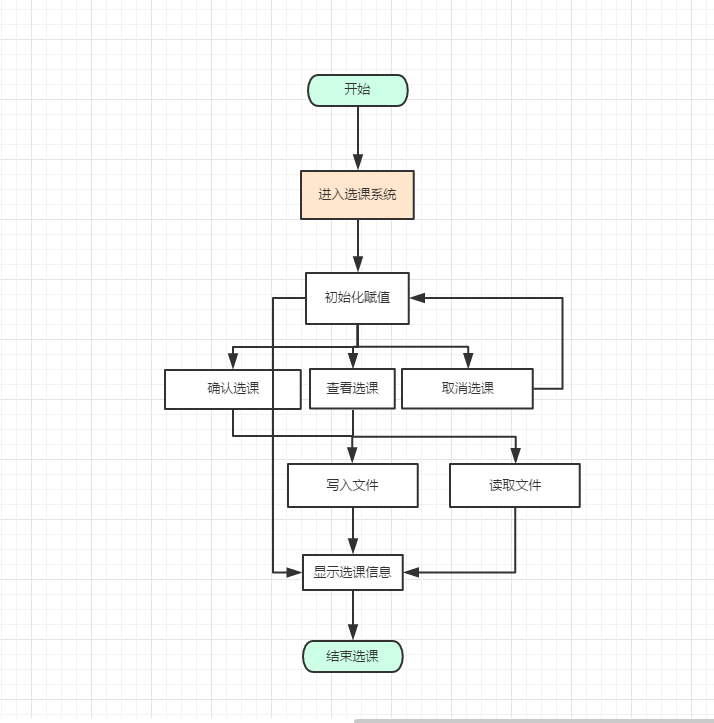 开始
进入选课系统
初始化赋值
确认选课
查看选课
取消选课
写入文件
读取文件
显示选课信息
结束选课